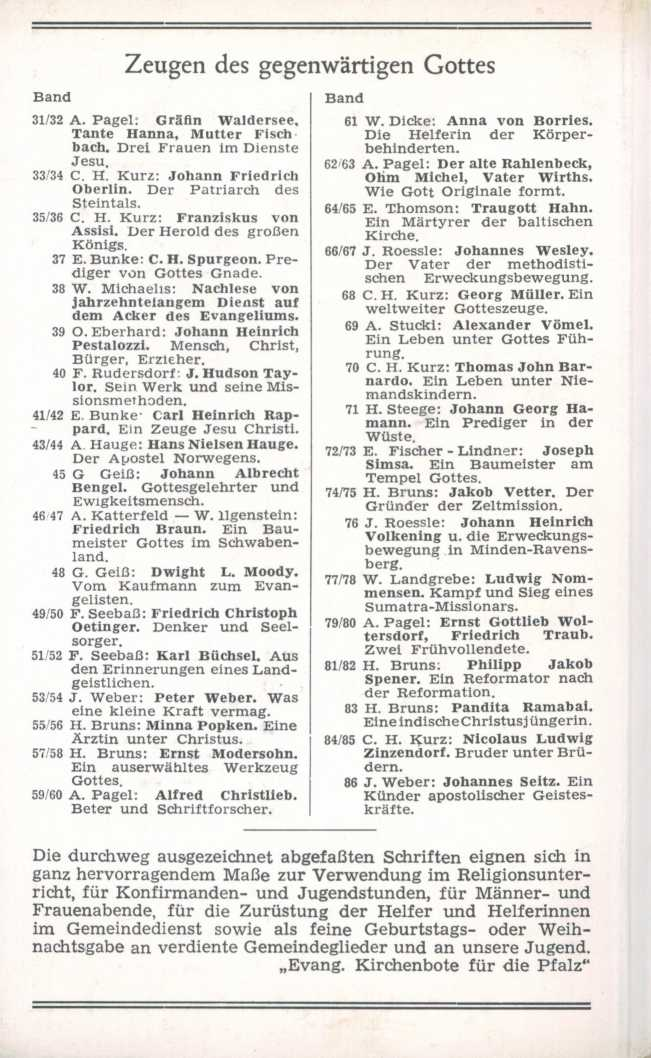 Zeugen des gegenwärtigen Gottes
Band
31/32 A. Pagel: Gräfin Waldersee,
Tante Hanna, Mutter Fisch-
bach. Drei Frauen im Dienste
Jesu.
33/34 C. H. Kurz: Johann Friedrich
Oberlin. Der Patriarch des
Steintals.
35/36 C. H. Kurz: Franziskus von
Assisi. Der Herold des großen
Königs.
37 E. Bunke: C. H. Spurgeon. Pre-
diger von Gottes Gnade.
38 W. Michaelis: Nachlese von
jahrzehntelangem Dienst auf
dem Acker des Evangeliums.
39 O. Eberhard: Johann Heinrich
Pestalozzi. Mensch, Christ,
Bürger, Erzieher.
40 F. Rudersdorf: J. Hudson Tay-
lor. Sein Werk und seine Mis-
sionsmethoden.
41/42 E. Bunke: Carl Heinrich Rap-
pard. Ein Zeuge Jesu Christi.
43/44 A. Hauge: Hans Nielsen Hauge.
Der Apostel Norwegens.
45 G Geiß: Johann Albrecht
Bengel. Gottesgelehrter und
Ewigkeitsmensch.
46/47 A. Katterfeld — W. Ilgenstein:
Friedrich Braun. Ein Bau-
meister Gottes im Schwaben-
land.
48 G. Geiß: Dwight L. Moody.
Vom Kaufmann zum Evan-
gelisten.
49/50 F. Seebaß: Friedrich Christoph
Oetinger. Denker und Seel-
sorger.
51/52 F. Seebaß: Karl Büchsel. Aus
den Erinnerungen eines Land-
geistlichen.
53/54 J. Weber: Peter Weber. Was
eine kleine Kraft vermag.
55/56 H. Bruns: Minna Popken. Eine
Ärztin unter Christus.
57/58 H. Bruns: Ernst Modersohn.
Ein auserwähltes Werkzeug
Gottes.
59/60 A. Pagel: Alfred Christlieb.
Beter und Schriftforscher.
Band
61 W. Dicke: Anna von Borries.
Die Helferin der Körper-
behinderten.
62/63 A. Pagel: Der alte Rahlenbeck,
Ohm Michel, Vater Wirths.
Wie Gott Originale formt.
64/65 E. Thomson: Traugott Hahn.
Ein Märtyrer der baltischen
Kirche.
66/67 J. Roessle: Johannes Wesley.
Der Vater der methodisti-
schen Erweckungsbewegung.
68 C. H. Kurz: Georg Müller. Ein
weltweiter Gotteszeuge.
69 A. Stucki: Alexander Vömel.
Ein Leben unter Gottes Füh-
rung.
70 C. H. Kurz: Thomas John Bar-
nardo. Ein Leben unter Nie-
mandskindern.
71 H. Steege: Johann Georg Ha-
mann. Ein Prediger in der
Wüste.
72/73 E. Fischer-Lindner: Joseph
Simsa. Ein Baumeister am
Tempel Gottes.
74/75 H. Bruns: Jakob Vetter. Der
Gründer der Zeltmission.
76 J. Roessle: Johann Heinrich
Volkening u. die Erweckungs-
bewegung in Minden-Ravens-
berg.
77/78 W. Landgrebe: Ludwig Nom-
mensen. Kampf und Sieg eines
Sumatra-Missionars.
79/80 A. Pagel: Ernst Gottlieb Wol-
tersdorf, Friedrich Traub.
Zwei Frühvollendete.
81/82 H. Bruns: Philipp Jakob
Spener. Ein Reformator nach
der Reformation.
83 H. Bruns: Pandita Ramabai.
Eine indische Christusjüngerin.
84/85 C. H. Kurz: Nicolaus Ludwig
Zinzendorf. Bruder unter Brü-
dern.
86 J. Weber: Johannes Seitz. Ein
Künder apostolischer Geistes-
kräfte.
Die durchweg ausgezeichnet abgefaßten Schriften eignen sich in
ganz hervorragendem Maße zur Verwendung im Religionsunter-
richt, für Konfirmanden- und Jugendstunden, für Männer- und
Frauenabende, für die Zurüstung der Helfer und Helferinnen
im Gemeindedienst sowie als feine Geburtstags- oder Weih-
nachtsgabe an verdiente Gemeindeglieder und an unsere Jugend.
„Evang. Kirchenbote für die Pfalz“